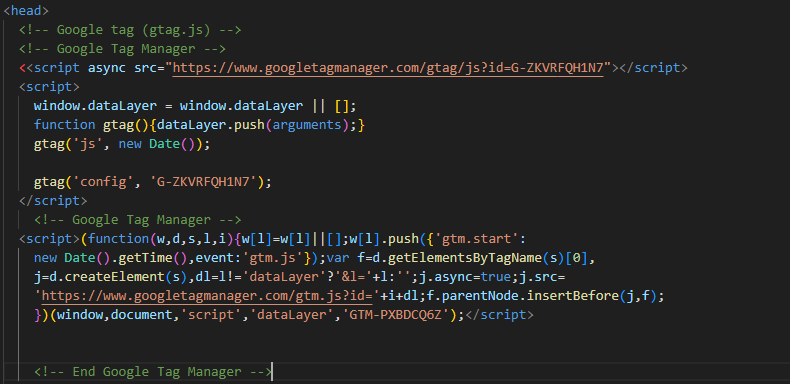 <head>
<!-- Google tag (gtag.js) -->
<!-- Google Tag Manager -->
<<script async src="https://www.googletagmanager.com/gtag/js?id=G-ZKVRFQH1N7"></script>
<script>
window.dataLayer = window.dataLayer || [];
function gtag(){dataLayer.push(arguments);}
gtag('js', new Date());
gtag('config', 'G-ZKVRFQH1N7');
</script>
<!-- Google Tag Manager -->
<script>(function(w,d,s,l,i){w[l]=w[l]||[];w[l].push({'gtm.start':
new Date().getTime(),event:'gtm.js'});var f=d.getElementsByTagName(s)[0],
j=d.createElement(s),dl=l!='dataLayer'?'&l='+l:'';j.async=true;j.src=
'https://www.googletagmanager.com/gtm.js?id='+i+dl;f.parentNode.insertBefore(j,f);
})(window,document,'script','dataLayer','GTM-PXBDCQ6Z');</script>
<!-- End Google Tag Manager -->